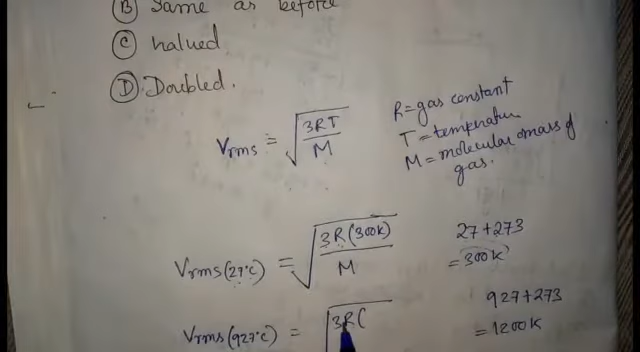 (B) Same as before
(C) halved
(D) Doubled.
Vrms = √(3RT/M)
R = gas constant
T = temperature
M = molecular mass of gas.
Vrms (27°C) = √(3R(300K)/M)
27+273
= 300K
Vrms (927°C) = √(3R(
927+273
= 1200K